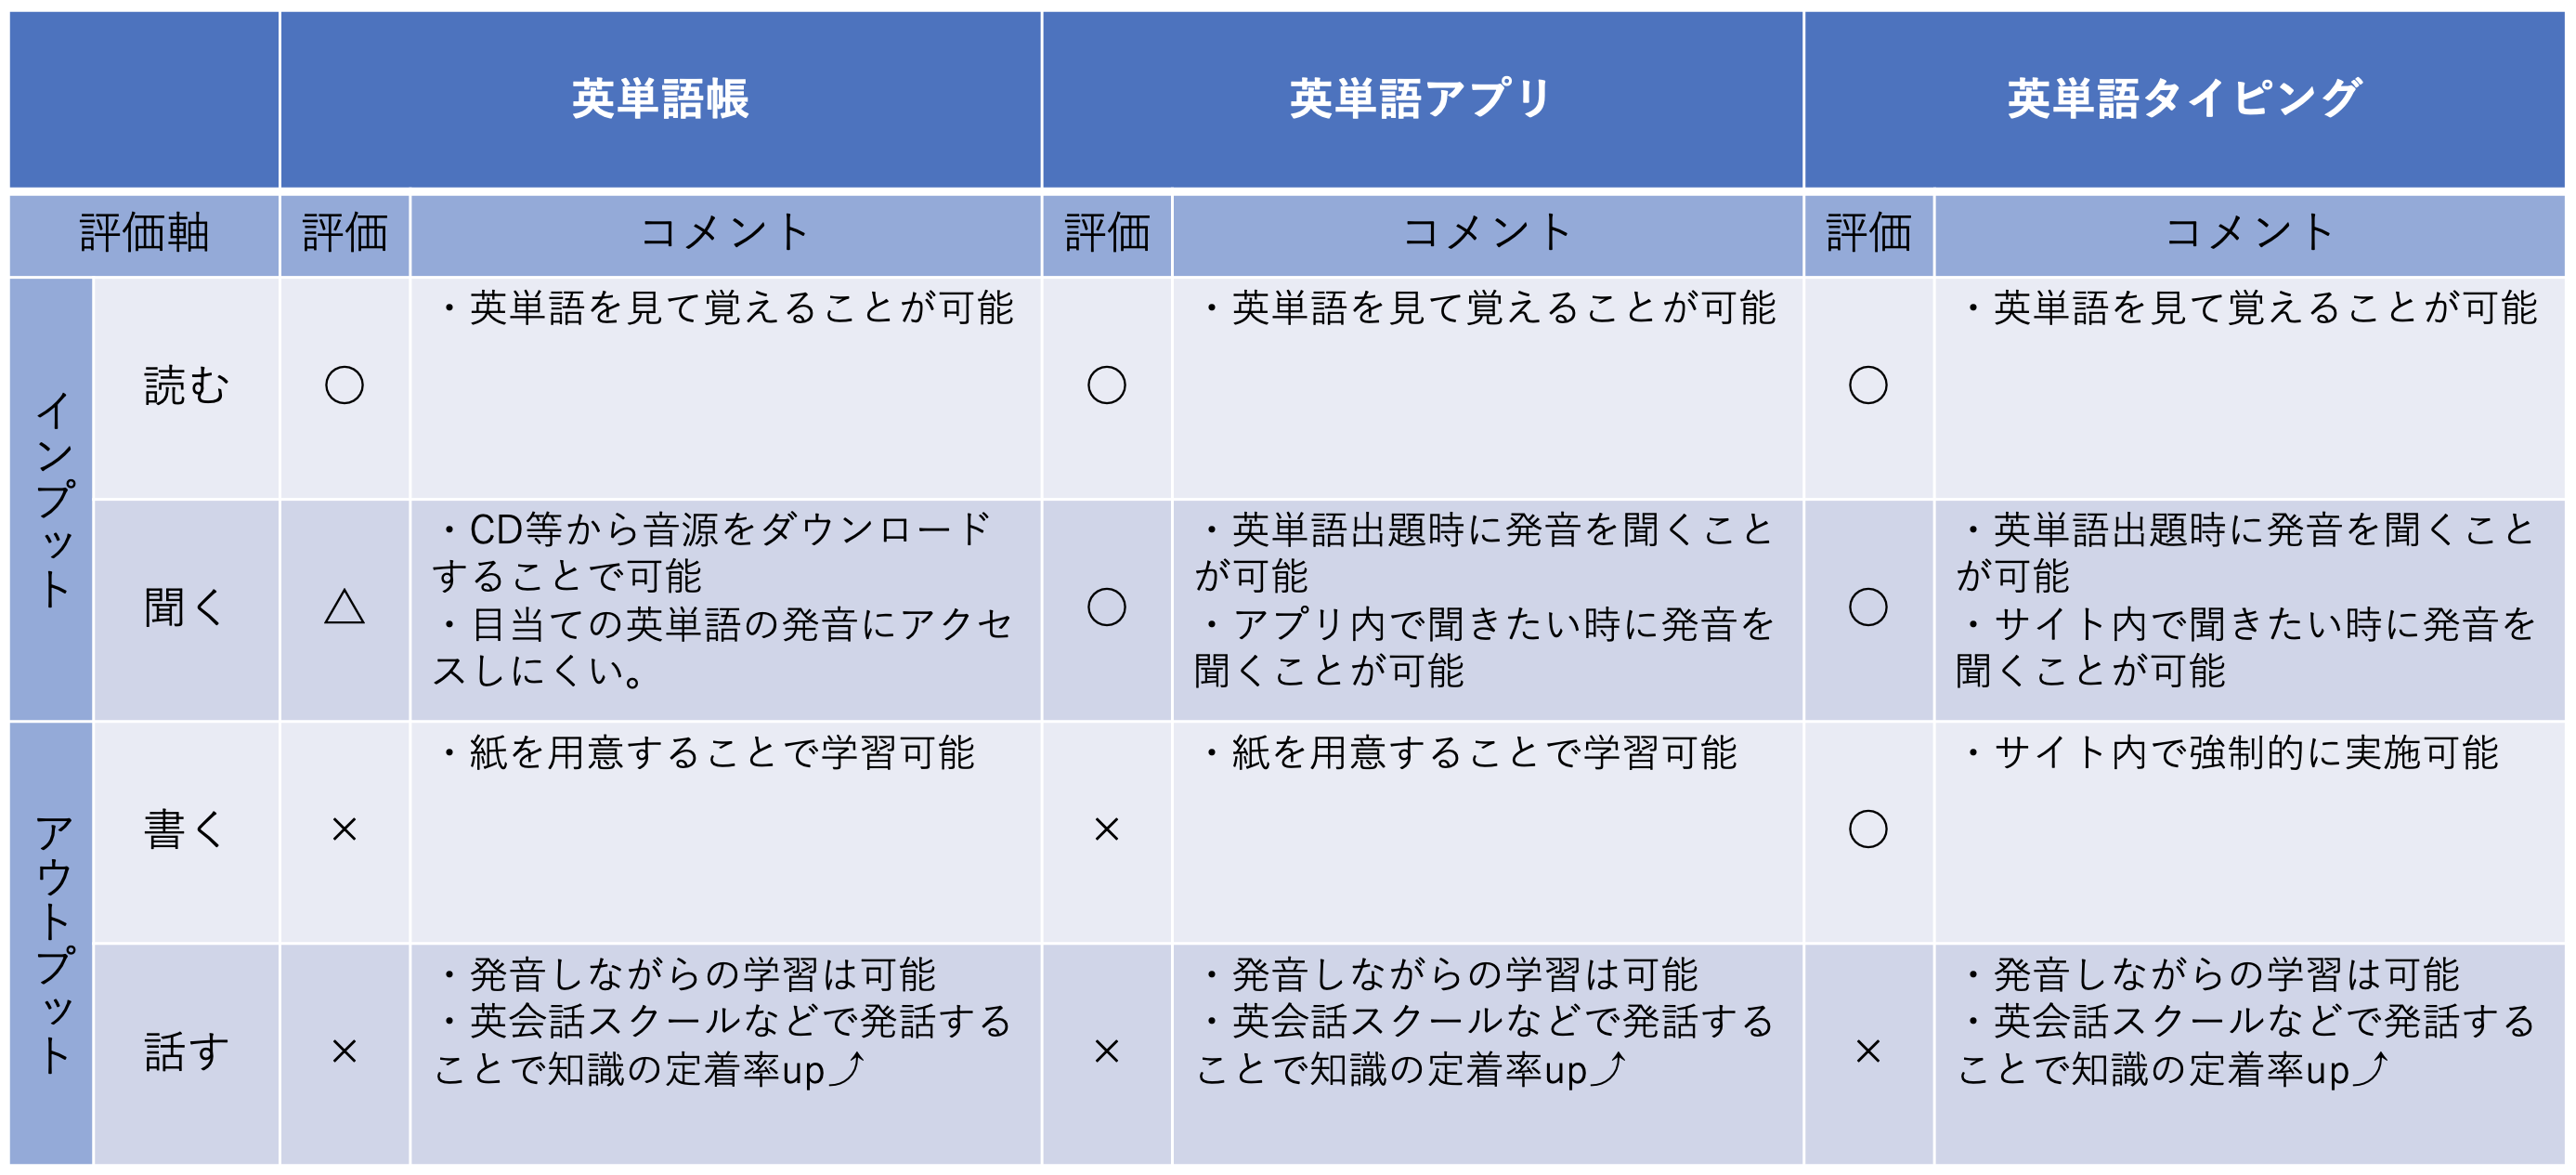 英単語帳
英単語アプリ
英単語タイピング
評価軸
評価
コメント
評価
コメント
評価
コメント
インプット
読む
○
・英単語を見て覚えることが可能
○
・英単語を見て覚えることが可能
○
・英単語を見て覚えることが可能
聞く
△
・CD等から音源をダウンロード
することで可能
・目当ての英単語の発音にアクセ
スしにくい。
○
・英単語出題時に発音を聞くこと
が可能
・アプリ内で聞きたい時に発音を
聞くことが可能
○
・英単語出題時に発音を聞くこと
が可能
・サイト内で聞きたい時に発音を
聞くことが可能
アウトプット
書く
×
・紙を用意することで学習可能
×
・紙を用意することで学習可能
○
・サイト内で強制的に実施可能
話す
×
・発音しながらの学習は可能
・英会話スクールなどで発話する
ことで知識の定着率up⤴
×
・発音しながらの学習は可能
・英会話スクールなどで発話する
ことで知識の定着率up⤴
×
・発音しながらの学習は可能
・英会話スクールなどで発話する
ことで知識の定着率up⤴